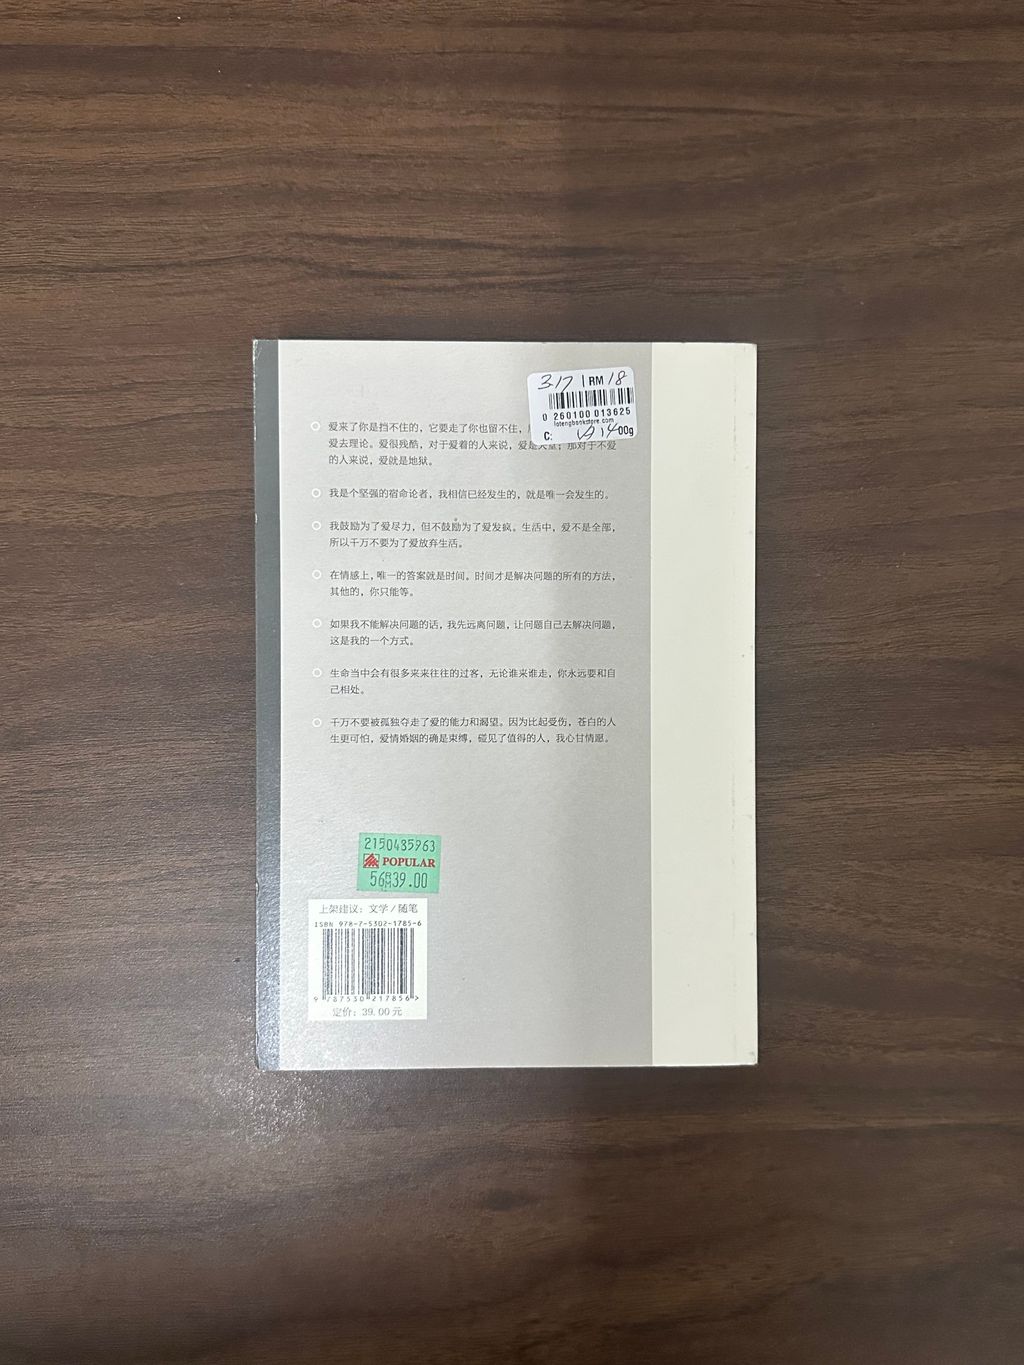 317 | RM 18
0 260100 013625
lotengbookstore.com
C: 00g
爱来了你是挡不住的，它要走了你也留不住，
爱去理论。爱很残酷，对于爱着的人来说，爱是天堂；那对于不爱
的人来说，爱就是地狱。
我是个坚强的宿命论者，我相信已经发生的，就是唯一会发生的。
我鼓励为了爱尽力，但不鼓励为了爱发疯。生活中，爱不是全部，
所以千万不要为了爱放弃生活。
在情感上，唯一的答案就是时间，时间才是解决问题的所有的方法，
其他的，你只能等。
如果我不能解决问题的话，我先远离问题，让问题自己去解决问题，
这是我的一个方式。
生命当中会有很多来来往往的过客，无论谁来谁走，你永远要和自
己相处。
千万不要被孤独夺走了爱的能力和渴望。因为比起受伤，苍白的人
生更可怕，爱情婚姻的确是束缚，碰见了值得的人，我心甘情愿。
2150485963
POPULAR
56RM39.00
上架建议：文学／随笔
ISBN 978-7-5302-1785-6
9 787530 217856 >
定价：39.00 元